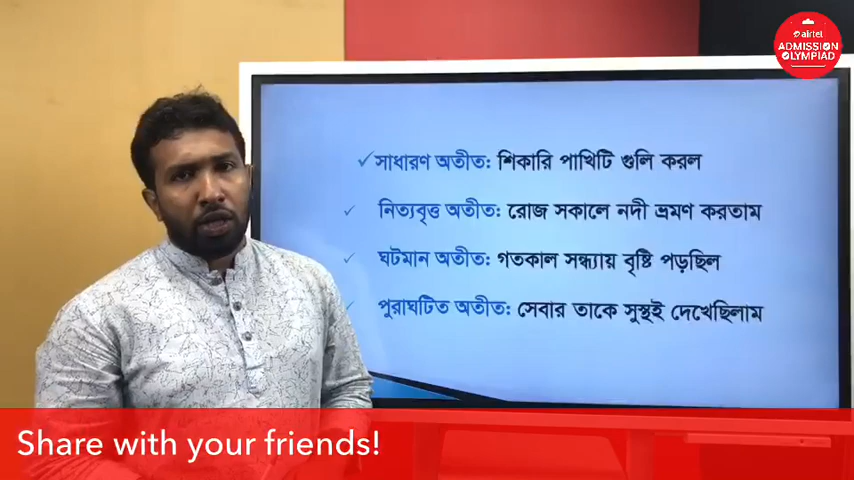 airtel
ADMISSION
OLYMPIAD
সাধারণ অতীত: শিকারি পাখিটি গুলি করল
নিত্যবৃত্ত অতীত: রোজ সকালে নদী ভ্রমণ করতাম
ঘটমান অতীত: গতকাল সন্ধ্যায় বৃষ্টি পড়ছিল
পুরাঘটিত অতীত: সেবার তাকে সুস্থই দেখেছিলাম
Share with your friends!